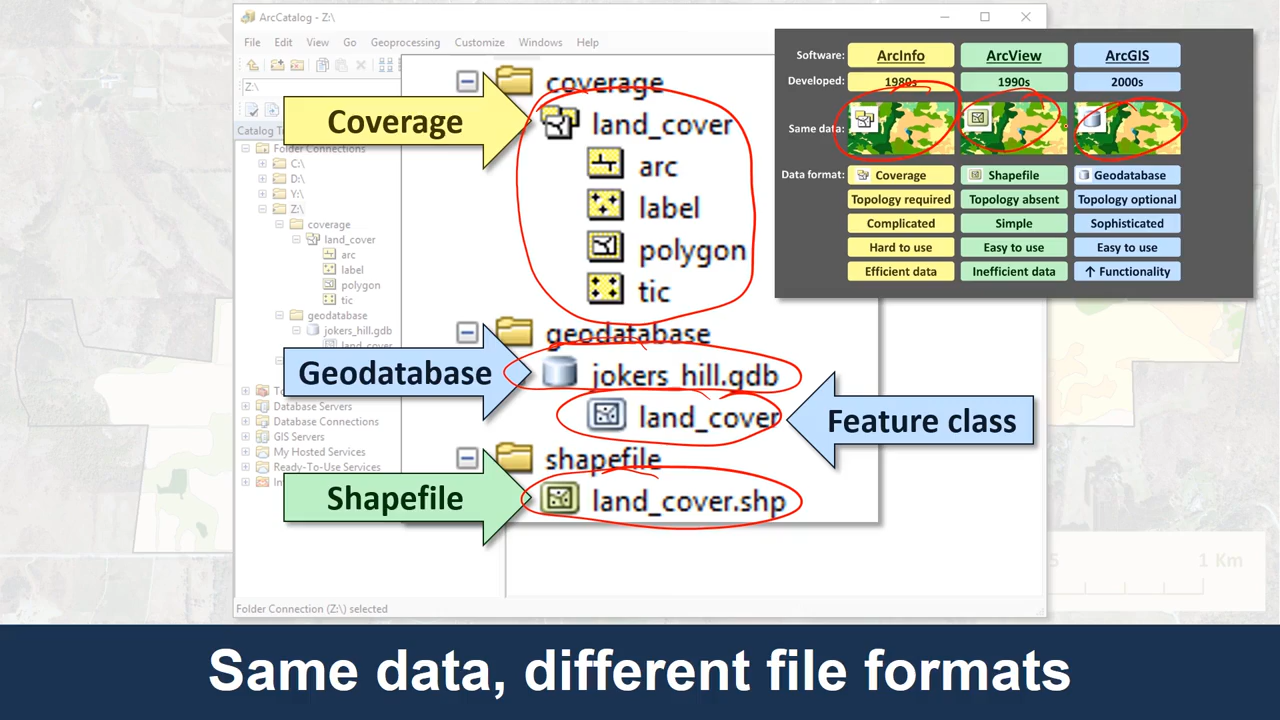 ArcCatalog - Z:\
File Edit View Go Geoprocessing Customize Windows Help
Z:\
Folder Connections
C:\
D:\
Y:\
Z:\
coverage
land_cover
arc
label
polygon
tic
geodatabase
jokers_hill.gdb
land_cover
Database Servers
Database Connections
GIS Servers
My Hosted Services
Ready-To-Use Services
Folder Connection (Z:\) selected
Coverage
coverage
land_cover
arc
label
polygon
tic
geodatabase
Geodatabase
jokers_hill.gdb
land_cover
Feature class
shapefile
Shapefile
land_cover.shp
Software: ArcInfo ArcView ArcGIS
Developed: 1980s 1990s 2000s
Same data:
Data format: Coverage Shapefile Geodatabase
Topology required Topology absent Topology optional
Complicated Simple Sophisticated
Hard to use Easy to use Easy to use
Efficient data Inefficient data ↑ Functionality
1 Km
Same data, different file formats